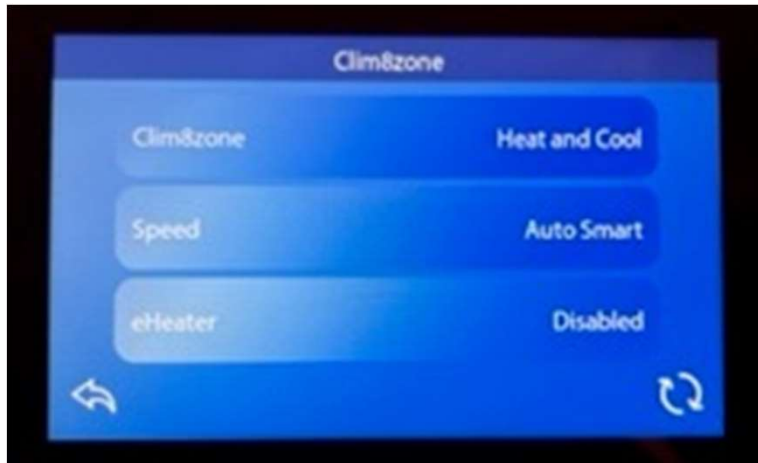 Clim8zone
Clim8zone Heat and Cool
Speed Auto Smart
eHeater Disabled